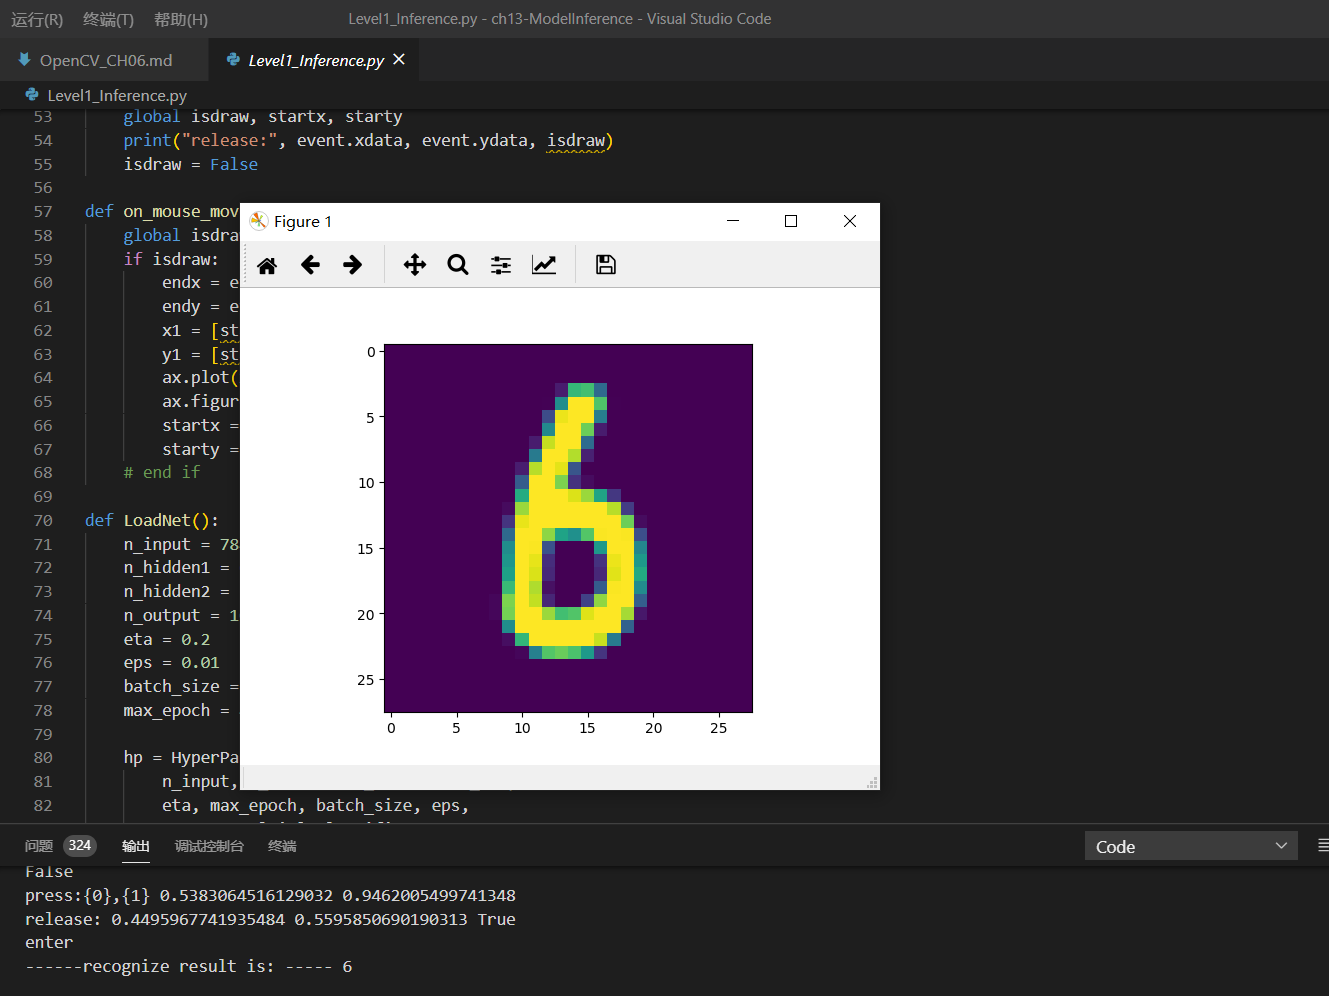 运行(R) 终端(T) 帮助(H) Level1_Inference.py - ch13-ModelInference - Visual Studio Code
OpenCV_CH06.md Level1_Inference.py
Level1_Inference.py
53 global isdraw, startx, starty
54 print("release:", event.xdata, event.ydata, isdraw)
55 isdraw = False
56
57 def on_mouse_mov
58 global isdra
59 if isdraw:
60 endx = e
61 endy = e
62 x1 = [st
63 y1 = [st
64 ax.plot(
65 ax.figur
66 startx =
67 starty =
68 # end if
69
70 def LoadNet():
71 n_input = 78
72 n_hidden1 =
73 n_hidden2 =
74 n_output = 1
75 eta = 0.2
76 eps = 0.01
77 batch_size =
78 max_epoch =
79
80 hp = HyperPa
81 n_input,
82 eta, max_epoch, batch_size, eps,
Figure 1
0
5
10
15
20
25
0 5 10 15 20 25
6
问题 324 输出 调试控制台 终端 Code
False
press:{0},{1} 0.5383064516129032 0.9462005499741348
release: 0.4495967741935484 0.5595850690190313 True
enter
------recognize result is: ----- 6